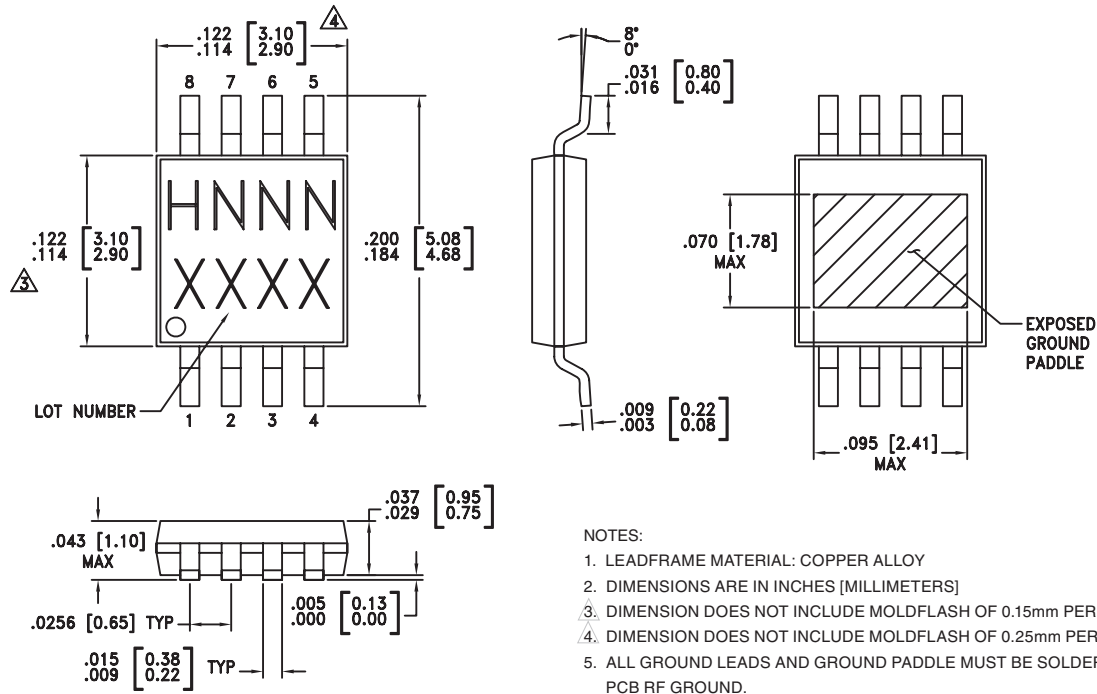 .122 [3.10]
.114 [2.90]
4
8 7 6 5
HNNN
XXXX
.122 [3.10]
.114 [2.90]
3
.200 [5.08]
.184 [4.68]
LOT NUMBER
1 2 3 4
8°
0°
.031 [0.80]
.016 [0.40]
.009 [0.22]
.003 [0.08]
.070 [1.78]
MAX
EXPOSED
GROUND
PADDLE
.095 [2.41]
MAX
.037 [0.95]
.029 [0.75]
.043 [1.10]
MAX
.005 [0.13]
.000 [0.00]
.0256 [0.65] TYP
.015 [0.38]
.009 [0.22]
TYP
NOTES:
1. LEADFRAME MATERIAL: COPPER ALLOY
2. DIMENSIONS ARE IN INCHES [MILLIMETERS]
3. DIMENSION DOES NOT INCLUDE MOLDFLASH OF 0.15mm PER
4. DIMENSION DOES NOT INCLUDE MOLDFLASH OF 0.25mm PER
5. ALL GROUND LEADS AND GROUND PADDLE MUST BE SOLDER
PCB RF GROUND.